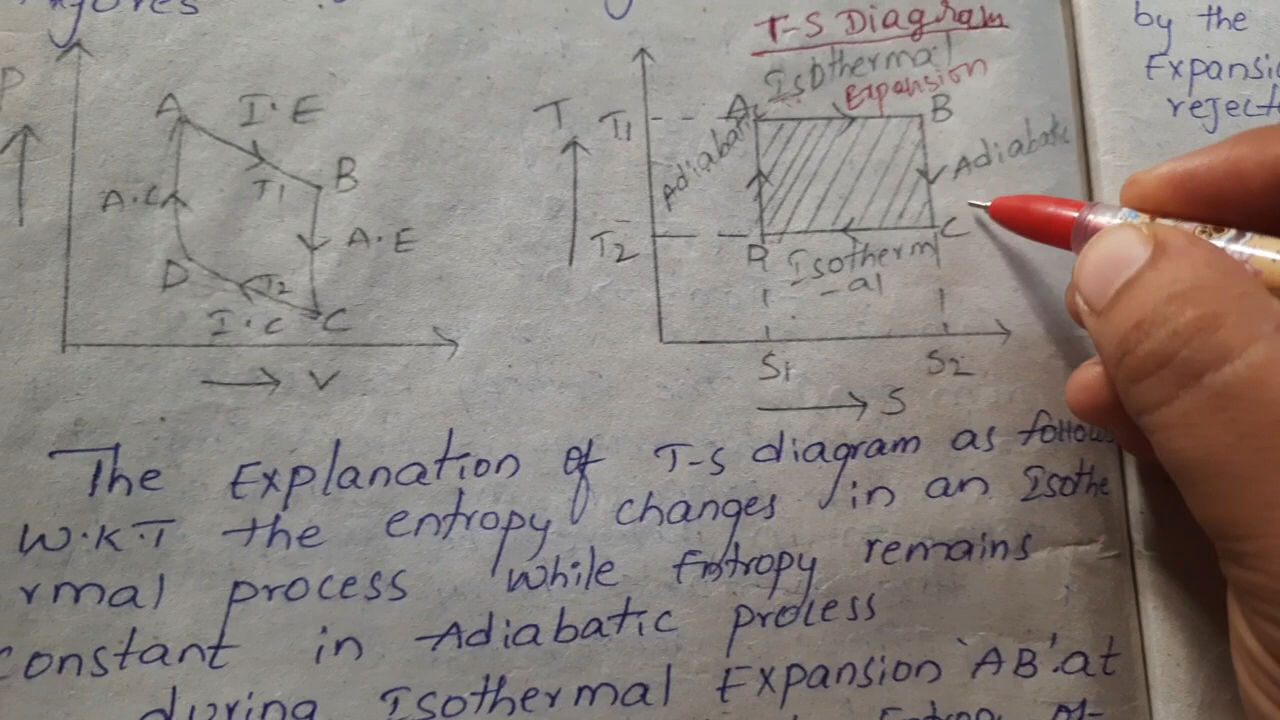 by the
Expansi
reject
P
A
I.E
T1
B
A.C
A.E
D
T2
I.C
C
V
T-S Diagram
Isothermal
Expansion
T
T1
A
B
Adiabatic
Adiabatic
T2
D
C
Isotherm
-al
S1
S2
S
The Explanation of T-S diagram as follows
W.K.T the entropy changes in an Isothe
rmal process while Entropy remains
constant in Adiabatic process
during Isothermal Expansion 'AB' at